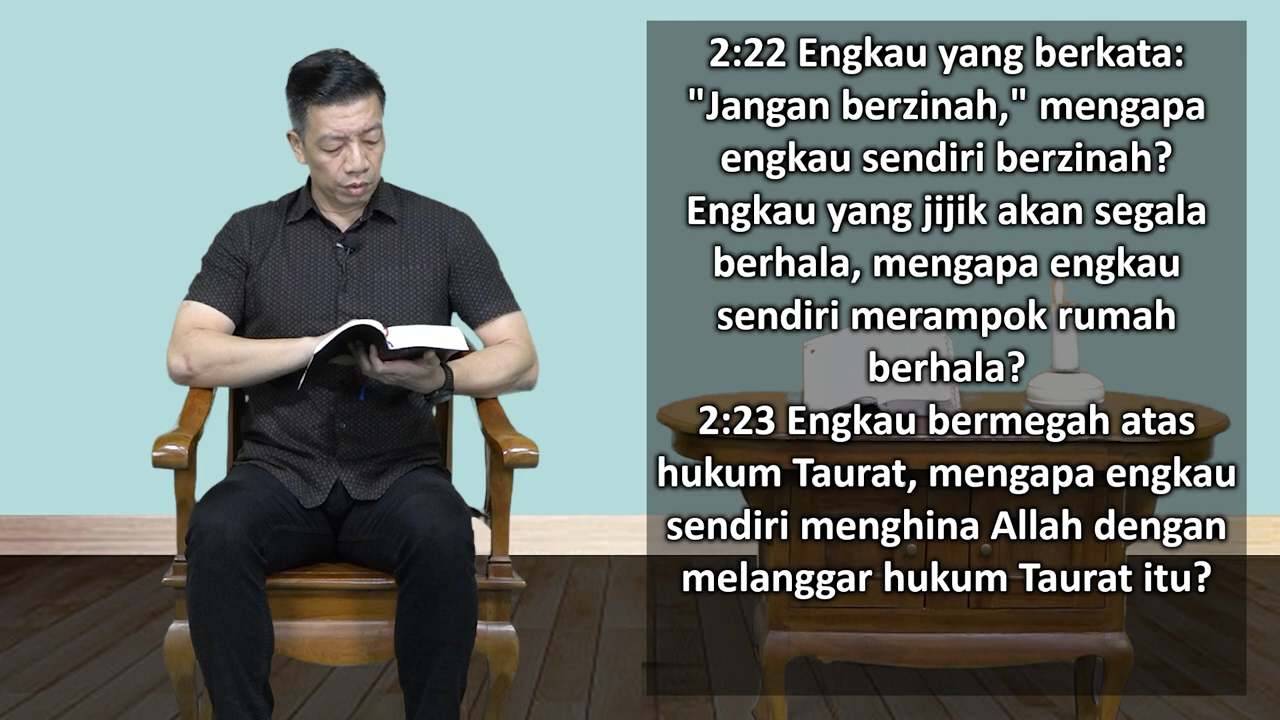 2:22 Engkau yang berkata:
"Jangan berzinah," mengapa
engkau sendiri berzinah?
Engkau yang jijik akan segala
berhala, mengapa engkau
sendiri merampok rumah
berhala?
2:23 Engkau bermegah atas
hukum Taurat, mengapa engkau
sendiri menghina Allah dengan
melanggar hukum Taurat itu?